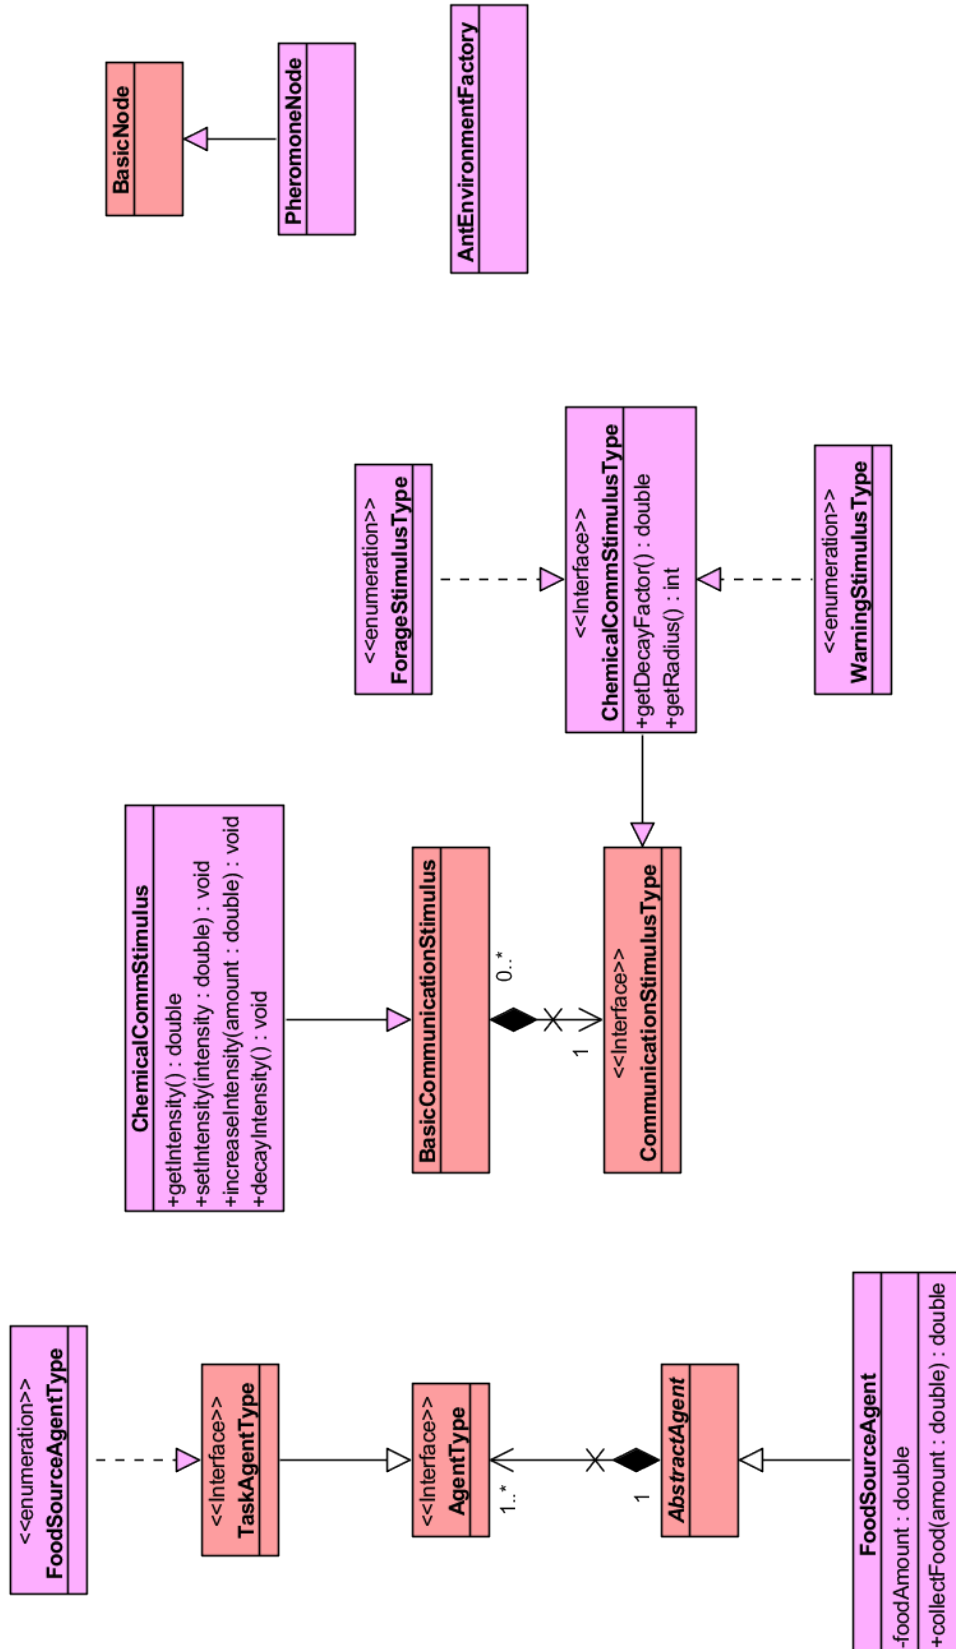 <<enumeration>>
FoodSourceAgentType
<<Interface>>
TaskAgentType
<<Interface>>
AgentType
1..*
1
AbstractAgent
FoodSourceAgent
-foodAmount : double
+collectFood(amount : double) : double
ChemicalCommStimulus
+getIntensity() : double
+setIntensity(intensity : double) : void
+increaseIntensity(amount : double) : void
+decayIntensity() : void
BasicCommunicationStimulus
0..*
1
<<Interface>>
CommunicationStimulusType
<<enumeration>>
ForageStimulusType
<<Interface>>
ChemicalCommStimulusType
+getDecayFactor() : double
+getRadius() : int
<<enumeration>>
WarningStimulusType
BasicNode
PheromoneNode
AntEnvironmentFactory